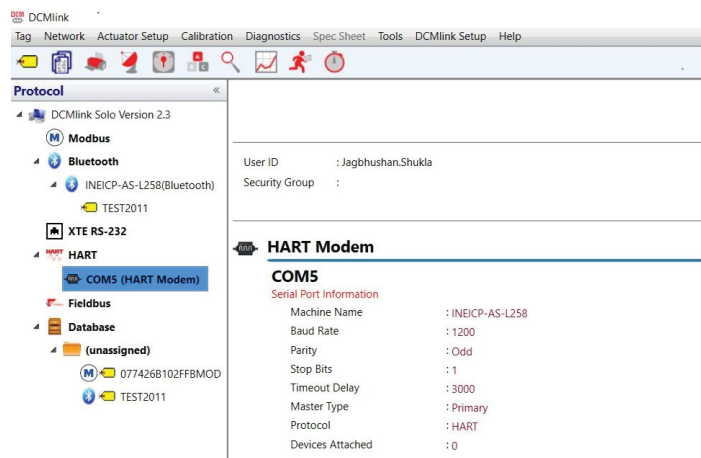 DCMlink
Tag Network Actuator Setup Calibration Diagnostics Spec Sheet Tools DCMlink Setup Help
Protocol «
DCMlink Solo Version 2.3
M Modbus
Bluetooth
INEICP-AS-L258(Bluetooth)
TEST2011
XTE RS-232
HART HART
COM5 (HART Modem)
Fieldbus
Database
(unassigned)
M 077426B102FFBMOD
TEST2011
User ID : Jagbhushan.Shukla
Security Group :
HART Modem
COM5
Serial Port Information
Machine Name : INEICP-AS-L258
Baud Rate : 1200
Parity : Odd
Stop Bits : 1
Timeout Delay : 3000
Master Type : Primary
Protocol : HART
Devices Attached : 0